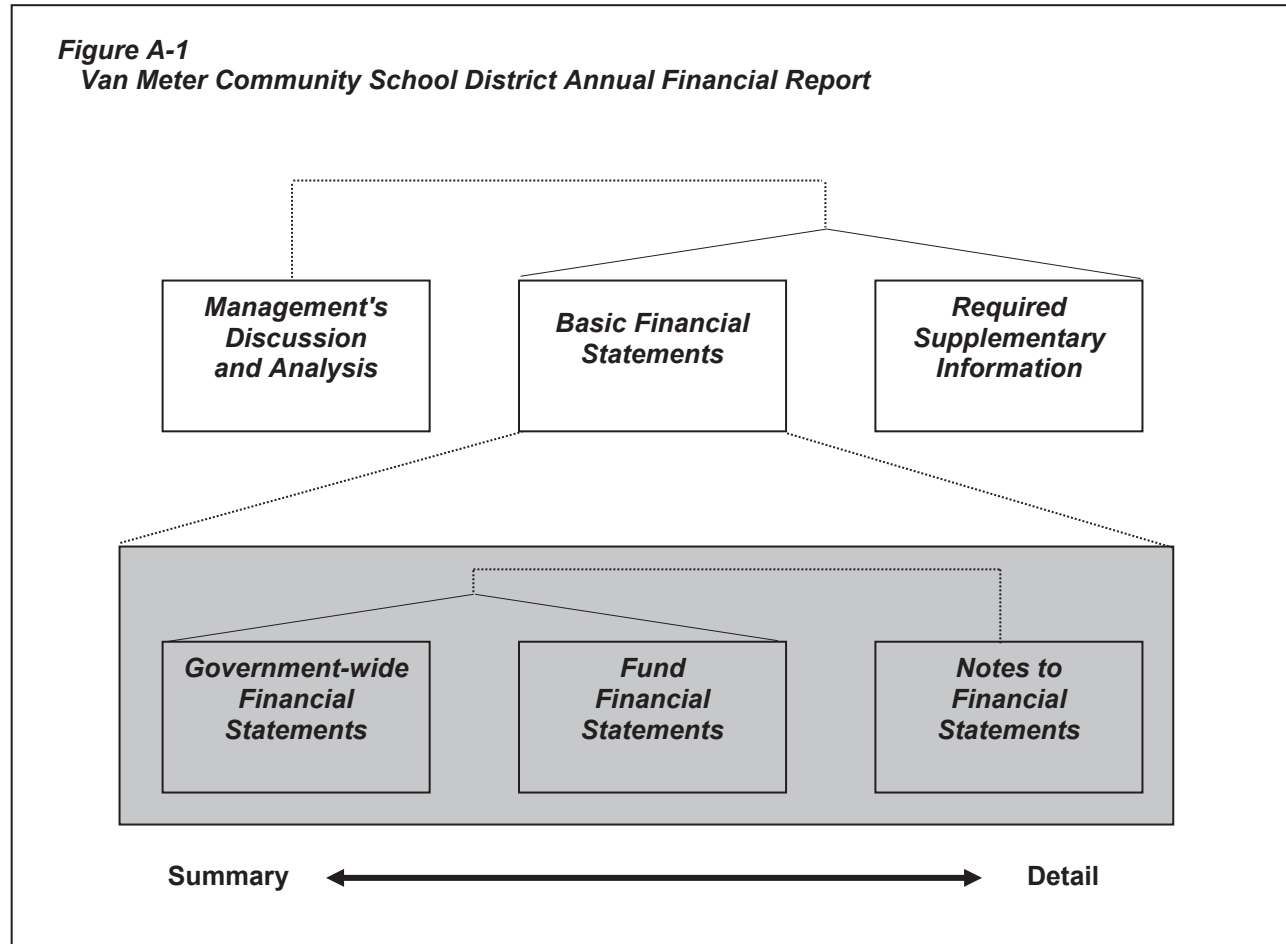 Figure A-1
Van Meter Community School District Annual Financial Report
Management's
Discussion
and Analysis
Basic Financial
Statements
Required
Supplementary
Information
Government-wide
Financial
Statements
Fund
Financial
Statements
Notes to
Financial
Statements
Summary
Detail